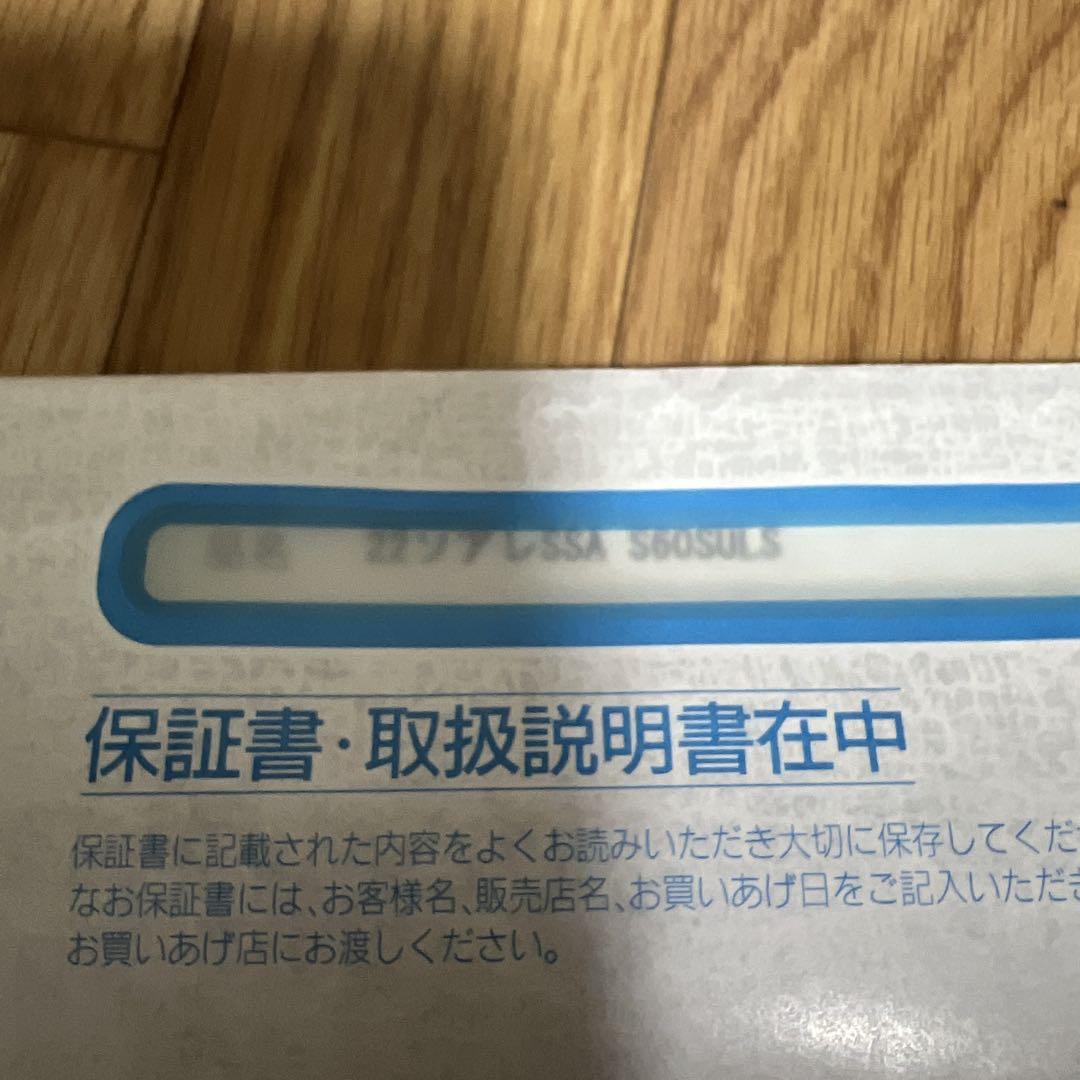 22リアレSSA S60SULS
保証書・取扱説明書在中
保証書に記載された内容をよくお読みいただき大切に保存してくだ
なお保証書には、お客様名、販売店名、お買いあげ日をご記入いただき
お買いあげ店にお渡しください。